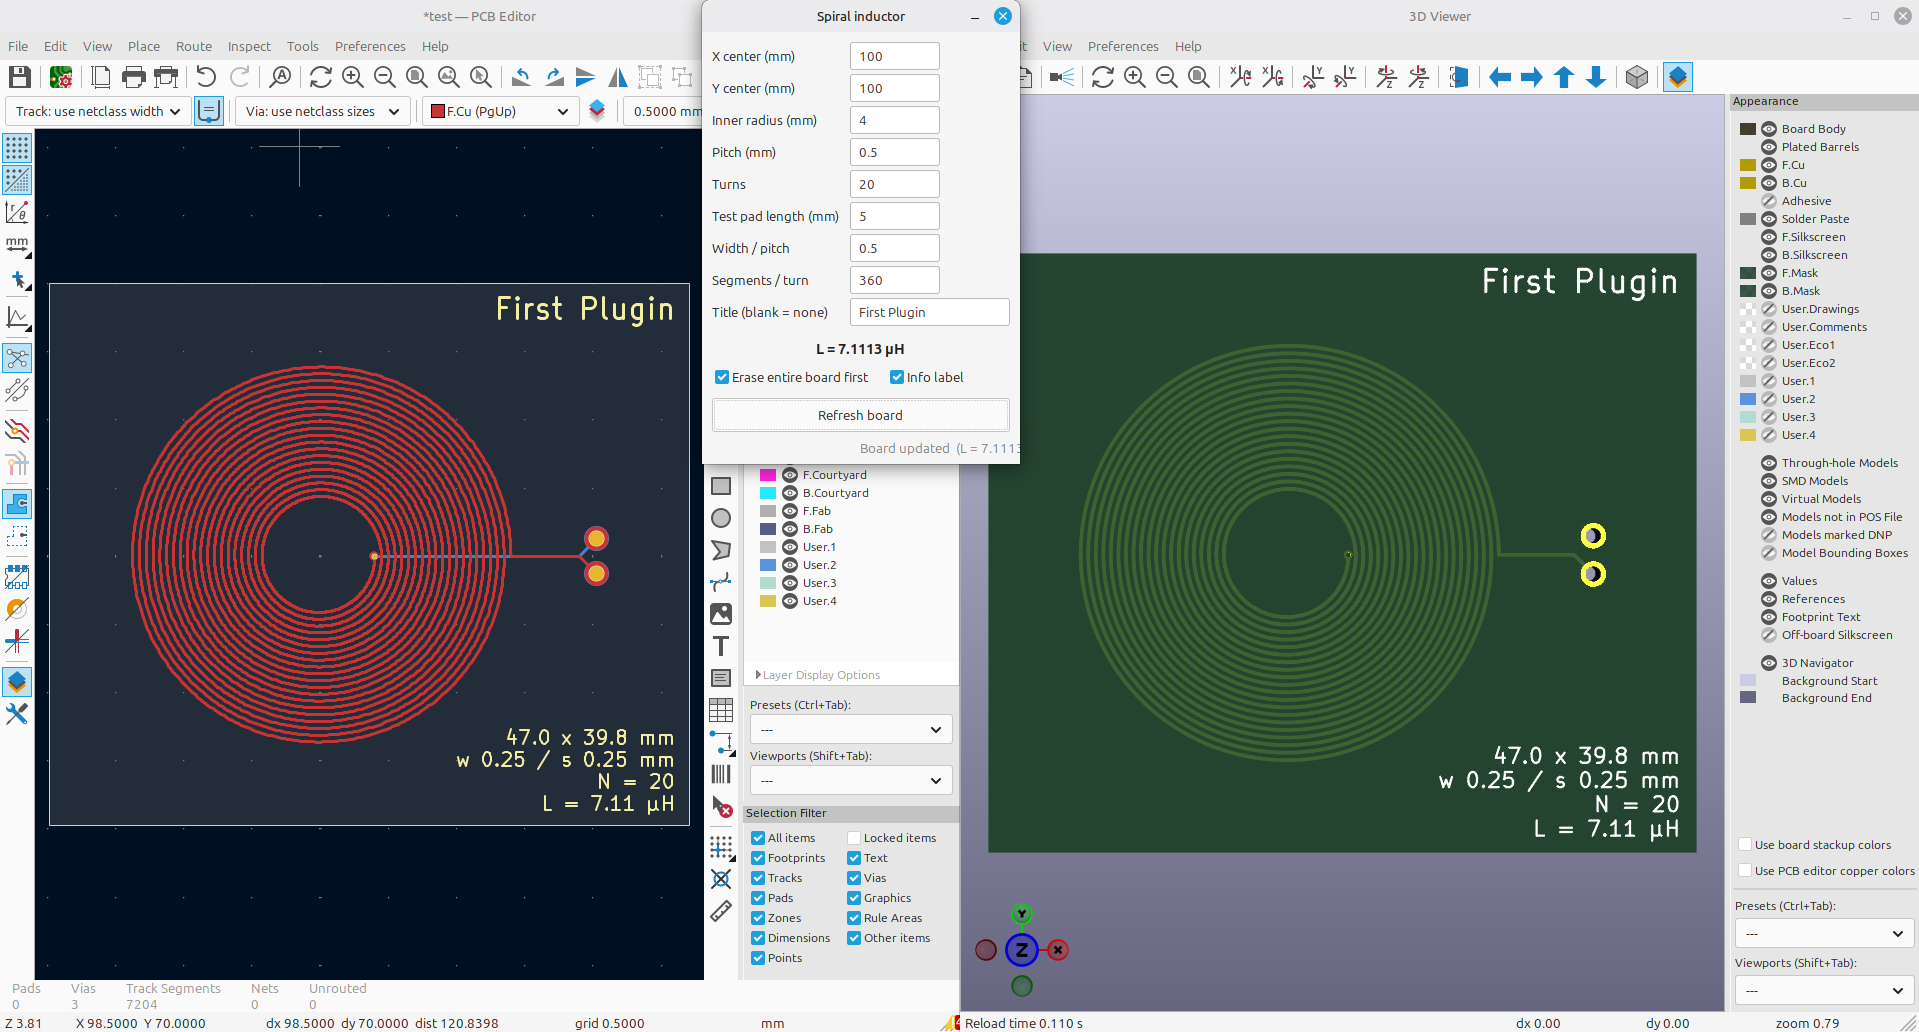 *test — PCB Editor
Spiral inductor
3D Viewer
File Edit View Place Route Inspect Tools Preferences Help
it View Preferences Help
Track: use netclass width
Via: use netclass sizes
F.Cu (PgUp)
0.5000 mm
X center (mm) 100
Y center (mm) 100
Inner radius (mm) 4
Pitch (mm) 0.5
Turns 20
Test pad length (mm) 5
Width / pitch 0.5
Segments / turn 360
Title (blank = none) First Plugin
L = 7.1113 µH
Erase entire board first
Info label
Refresh board
Board updated (L = 7.1113
mm
First Plugin
47.0 x 39.8 mm
w 0.25 / s 0.25 mm
N = 20
L = 7.11 µH
F.Courtyard
B.Courtyard
F.Fab
B.Fab
User.1
User.2
User.3
User.4
Layer Display Options
Presets (Ctrl+Tab):
---
Viewports (Shift+Tab):
---
Selection Filter
All items Locked items
Footprints Text
Tracks Vias
Pads Graphics
Zones Rule Areas
Dimensions Other items
Points
First Plugin
47.0 x 39.8 mm
w 0.25 / s 0.25 mm
N = 20
L = 7.11 µH
Y
Z
X
Appearance
Board Body
Plated Barrels
F.Cu
B.Cu
Adhesive
Solder Paste
F.Silkscreen
B.Silkscreen
F.Mask
B.Mask
User.Drawings
User.Comments
User.Eco1
User.Eco2
User.1
User.2
User.3
User.4
Through-hole Models
SMD Models
Virtual Models
Models not in POS File
Models marked DNP
Model Bounding Boxes
Values
References
Footprint Text
Off-board Silkscreen
3D Navigator
Background Start
Background End
Use board stackup colors
Use PCB editor copper colors
Presets (Ctrl+Tab):
---
Viewports (Shift+Tab):
---
Pads Vias Track Segments Nets Unrouted
0 3 7204 0 0
Z 3.81 X 98.5000 Y 70.0000 dx 98.5000 dy 70.0000 dist 120.8398 grid 0.5000 mm
Reload time 0.110 s dx 0.00 dy 0.00 zoom 0.79